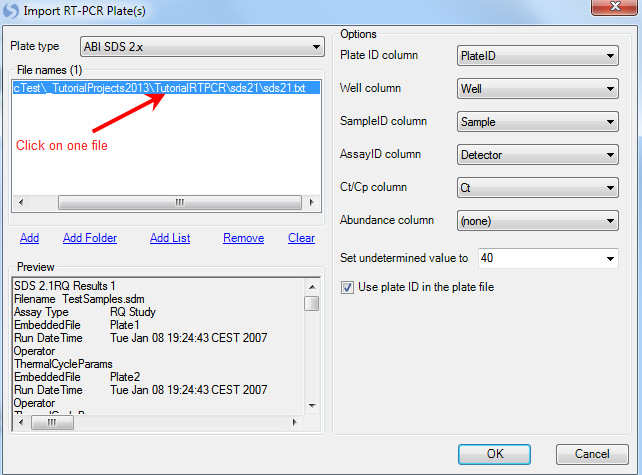 Import RT-PCR Plate(s)
Plate type
ABI SDS 2.x
File names (1)
cTest\_TutorialProjects2013\TutorialRTPCR\sds21\sds21.txt
Click on one file
Add
Add Folder
Add List
Remove
Clear
Preview
SDS 2.1RQ Results 1
Filename TestSamples.sdm
Assay Type RQ Study
EmbeddedFile Plate1
Run DateTime Tue Jan 08 19:24:43 CEST 2007
Operator
ThermalCycleParams
EmbeddedFile Plate2
Run DateTime Tue Jan 08 19:24:43 CEST 2007
Operator
Options
Plate ID column PlateID
Well column Well
SampleID column Sample
AssayID column Detector
Ct/Cp column Ct
Abundance column (none)
Set undetermined value to 40
Use plate ID in the plate file
OK
Cancel